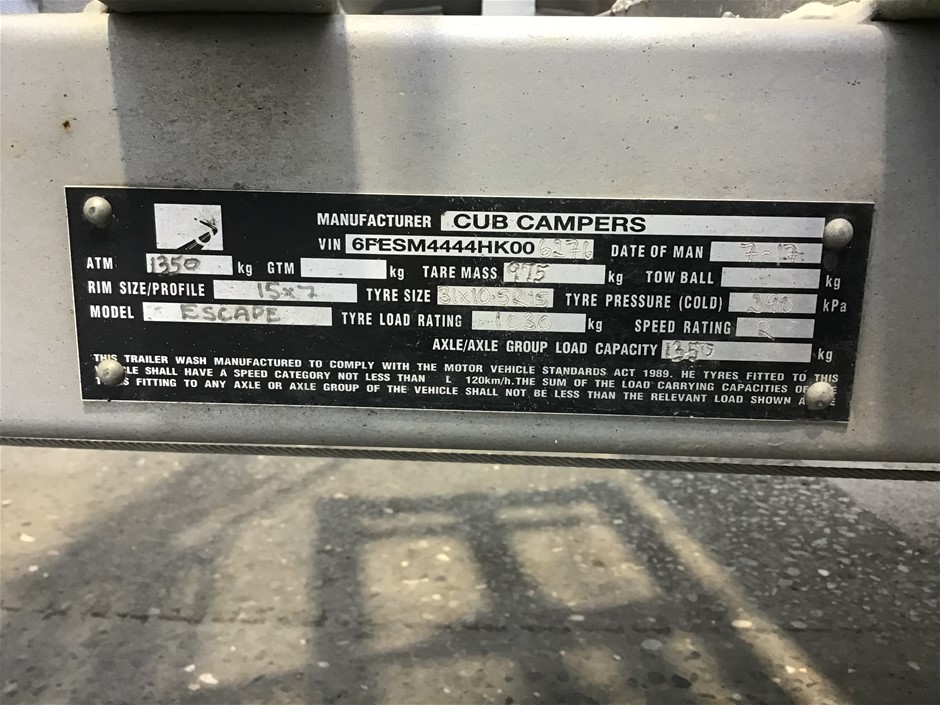 MANUFACTURER CUB CAMPERS
VIN 6FESM4444HK006276 DATE OF MAN 7-17
ATM 1350 kg GTM kg TARE MASS 975 kg TOW BALL kg
RIM SIZE/PROFILE 15x7 TYRE SIZE 31x10.5R15 TYRE PRESSURE (COLD) kPa
MODEL ESCAPE TYRE LOAD RATING 1030 kg SPEED RATING R
AXLE/AXLE GROUP LOAD CAPACITY 1350 kg
THIS TRAILER WASH MANUFACTURED TO COMPLY WITH THE MOTOR VEHICLE STANDARDS ACT 1989. HE TYRES FITTED TO THIS
CLE SHALL HAVE A SPEED CATEGORY NOT LESS THAN L 120km/h.THE SUM OF THE LOAD CARRYING CAPACITIES OF
FITTING TO ANY AXLE OR AXLE GROUP OF THE VEHICLE SHALL NOT BE LESS THAN THE RELEVANT LOAD SHOWN